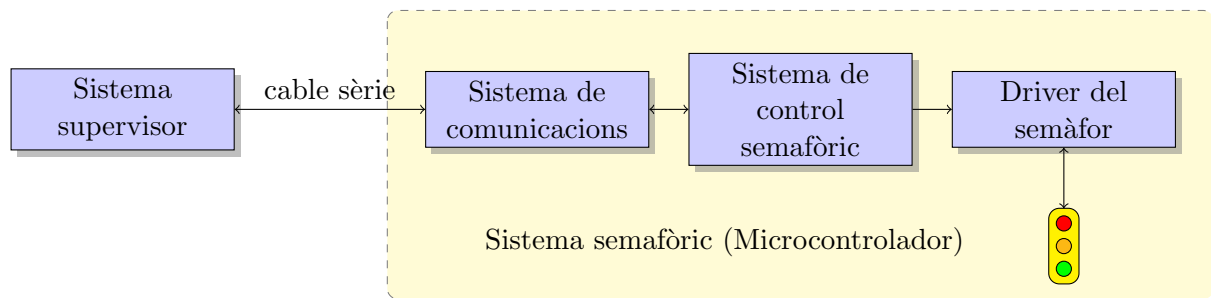 Sistema
supervisor
cable sèrie
Sistema de
comunicacions
Sistema de
control
semafòric
Driver del
semàfor
Sistema semafòric (Microcontrolador)